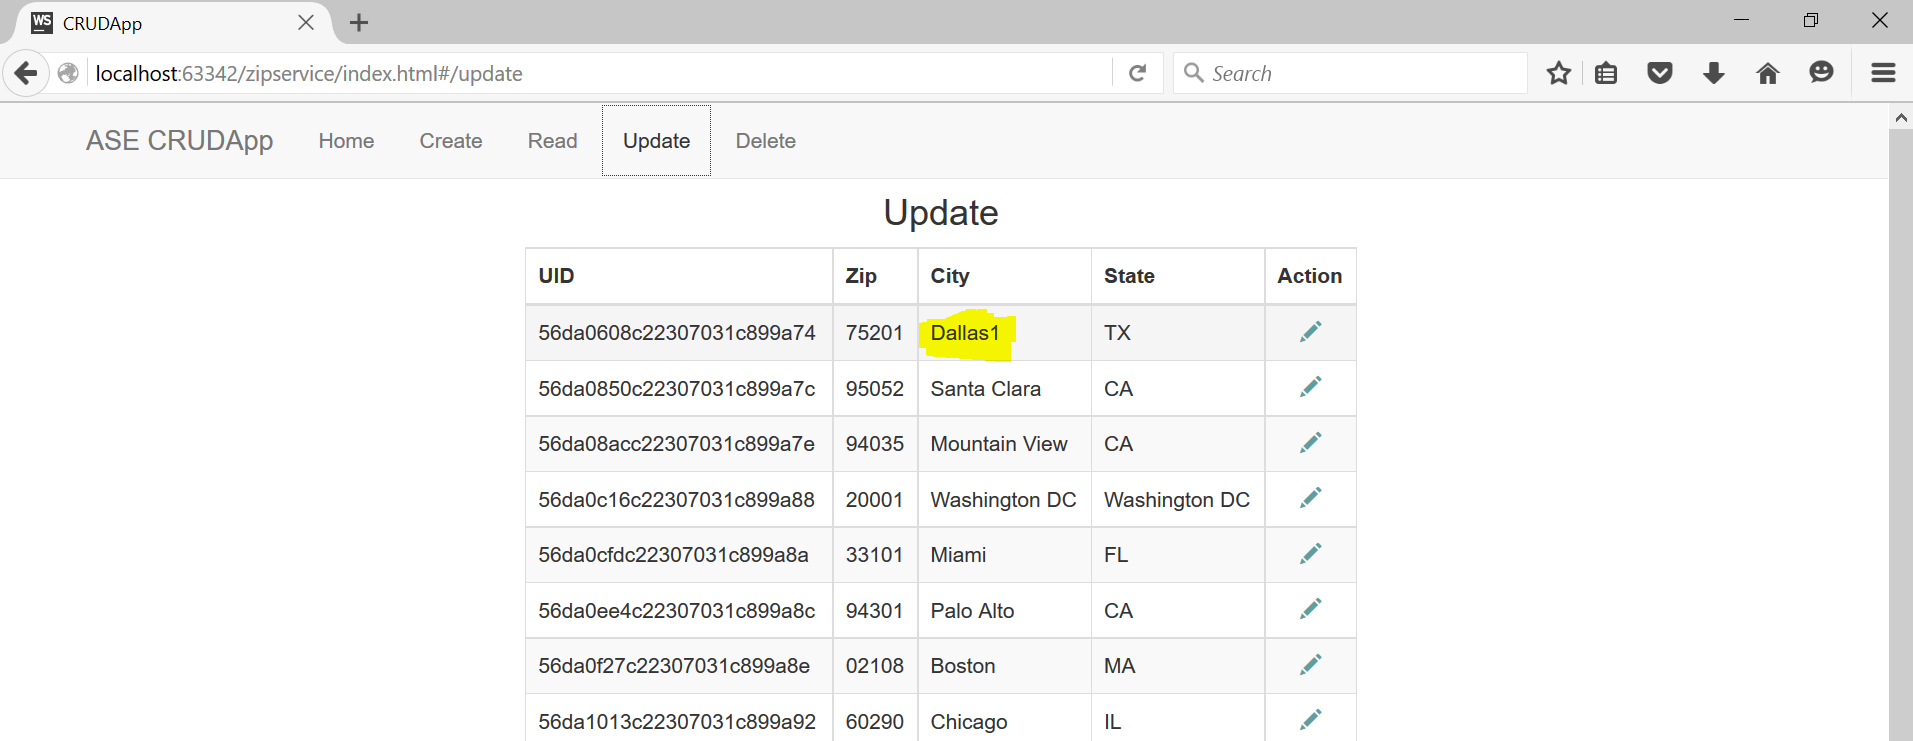 WS CRUDApp
localhost:63342/zipservice/index.html#/update Search
ASE CRUDApp Home Create Read Update Delete
Update
UID Zip City State Action
56da0608c22307031c899a74 75201 Dallas1 TX
56da0850c22307031c899a7c 95052 Santa Clara CA
56da08acc22307031c899a7e 94035 Mountain View CA
56da0c16c22307031c899a88 20001 Washington DC Washington DC
56da0cfdc22307031c899a8a 33101 Miami FL
56da0ee4c22307031c899a8c 94301 Palo Alto CA
56da0f27c22307031c899a8e 02108 Boston MA
56da1013c22307031c899a92 60290 Chicago IL